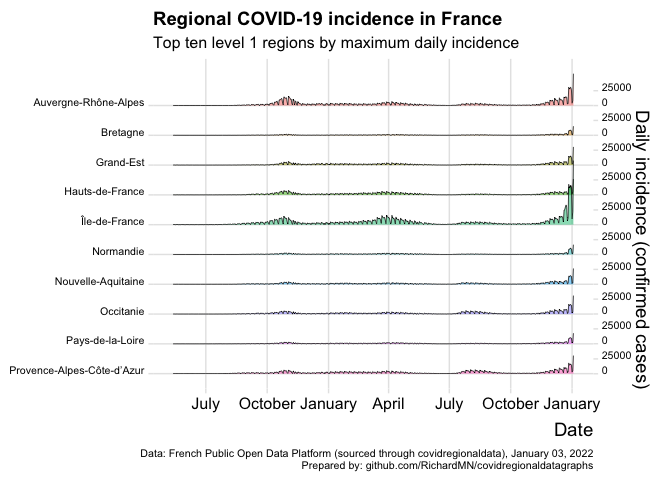 Regional COVID-19 incidence in France
Top ten level 1 regions by maximum daily incidence
Auvergne-Rhône-Alpes
25000
0
Bretagne
25000
0
Grand-Est
25000
0
Hauts-de-France
25000
0
Île-de-France
25000
0
Normandie
25000
0
Nouvelle-Aquitaine
25000
0
Occitanie
25000
0
Pays-de-la-Loire
25000
0
Provence-Alpes-Côte-d'Azur
25000
0
Daily incidence (confirmed cases)
July October January April July October January
Date
Data: French Public Open Data Platform (sourced through covidregionaldata), January 03, 2022
Prepared by: github.com/RichardMN/covidregionaldatagraphs